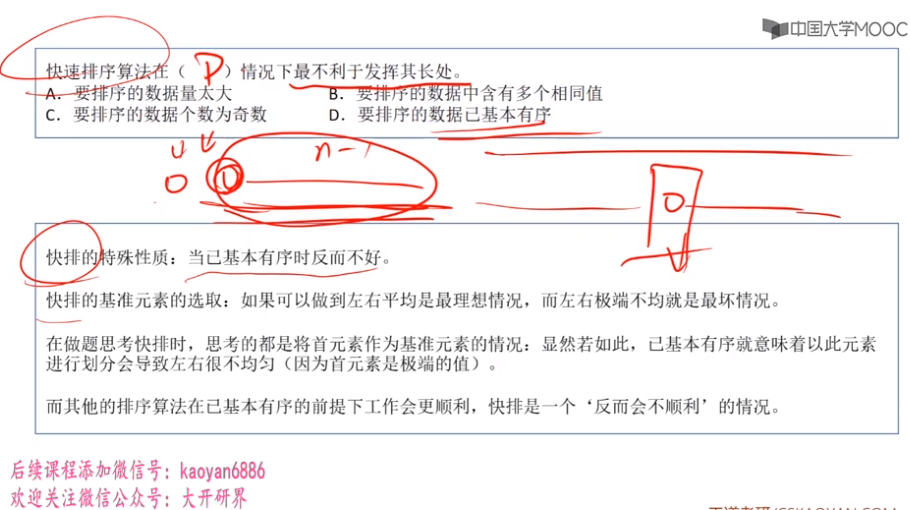 中国大学MOOC
快速排序算法在（ D ）情况下最不利于发挥其长处。
A．要排序的数据量太大 B．要排序的数据中含有多个相同值
C．要排序的数据个数为奇数 D．要排序的数据已基本有序
n-1
快排的特殊性质：当已基本有序时反而不好。
快排的基准元素的选取：如果可以做到左右平均是最理想情况，而左右极端不均就是最坏情况。
在做题思考快排时，思考的都是将首元素作为基准元素的情况：显然若如此，已基本有序就意味着以此元素
进行划分会导致左右很不均匀（因为首元素是极端的值）。
而其他的排序算法在已基本有序的前提下工作会更顺利，快排是一个‘反而会不顺利’的情况。
后续课程添加微信号：kaoyan6886
欢迎关注微信公众号：大开研界